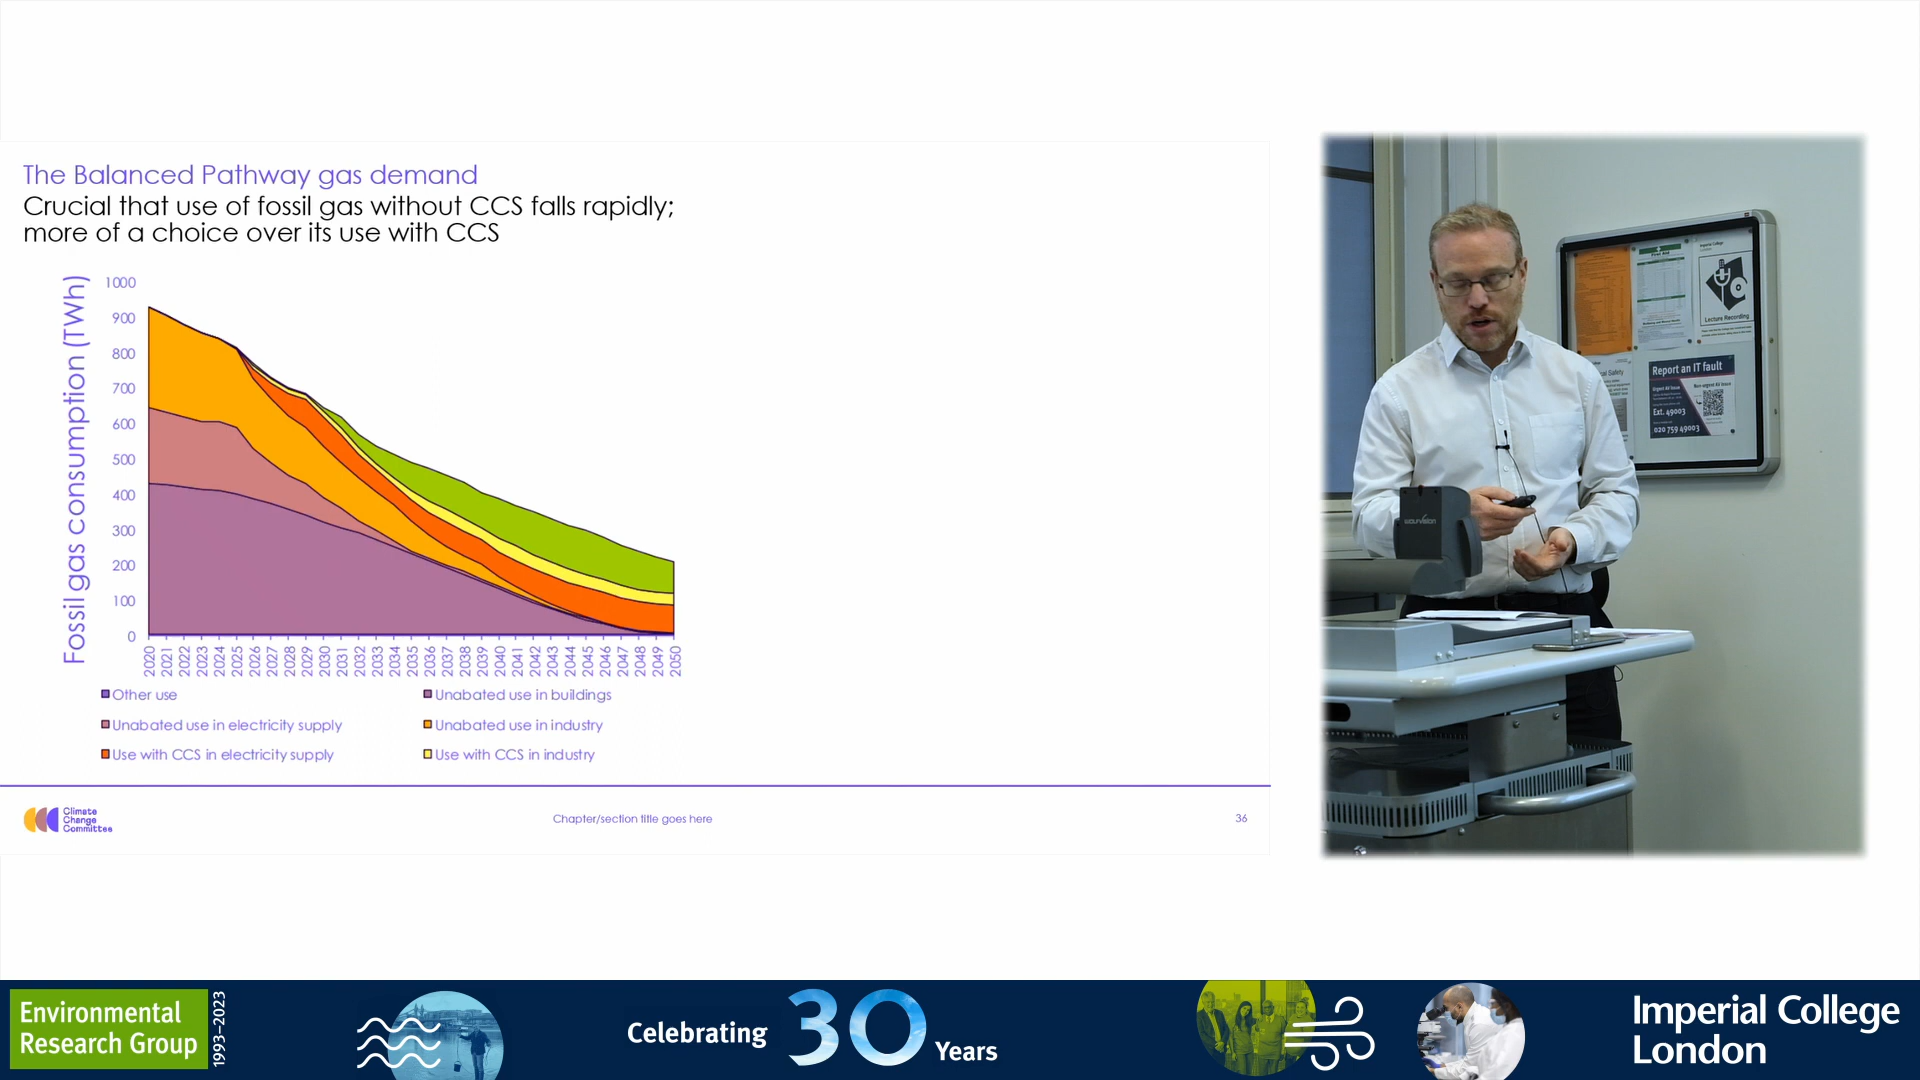 The Balanced Pathway gas demand
Crucial that use of fossil gas without CCS falls rapidly;
more of a choice over its use with CCS
Fossil gas consumption (TWh)
1000
900
800
700
600
500
400
300
200
100
0
2020 2021 2022 2023 2024 2025 2026 2027 2028 2029 2030 2031 2032 2033 2034 2035 2036 2037 2038 2039 2040 2041 2042 2043 2044 2045 2046 2047 2048 2049 2050
Other use
Unabated use in buildings
Unabated use in electricity supply
Unabated use in industry
Use with CCS in electricity supply
Use with CCS in industry
Climate
Change
Committee
Chapter/section title goes here
36
Imperial College
Lecture Recording
Report an IT fault
Ext. 49003
020 759 49003
wolfvision
Environmental
Research Group
1993–2023
Celebrating 30 Years
Imperial College
London